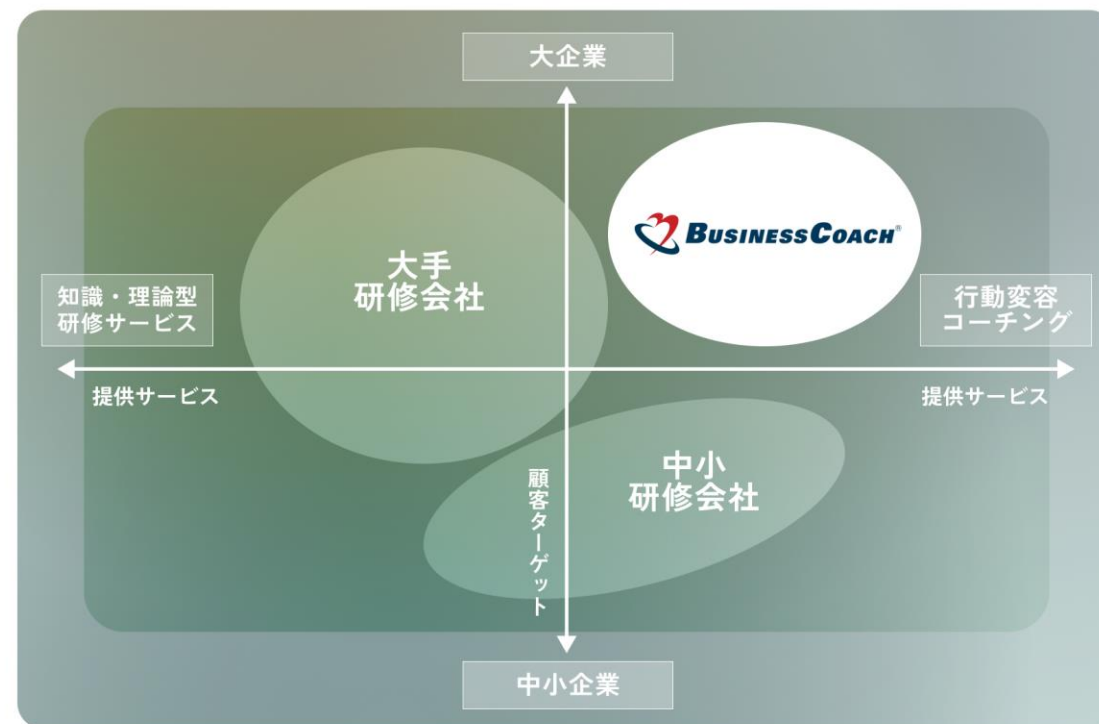 大企業
BUSINESSCOACH®
大手
研修会社
知識・理論型
研修サービス
行動変容
コーチング
提供サービス
提供サービス
中小
研修会社
顧客ターゲット
中小企業